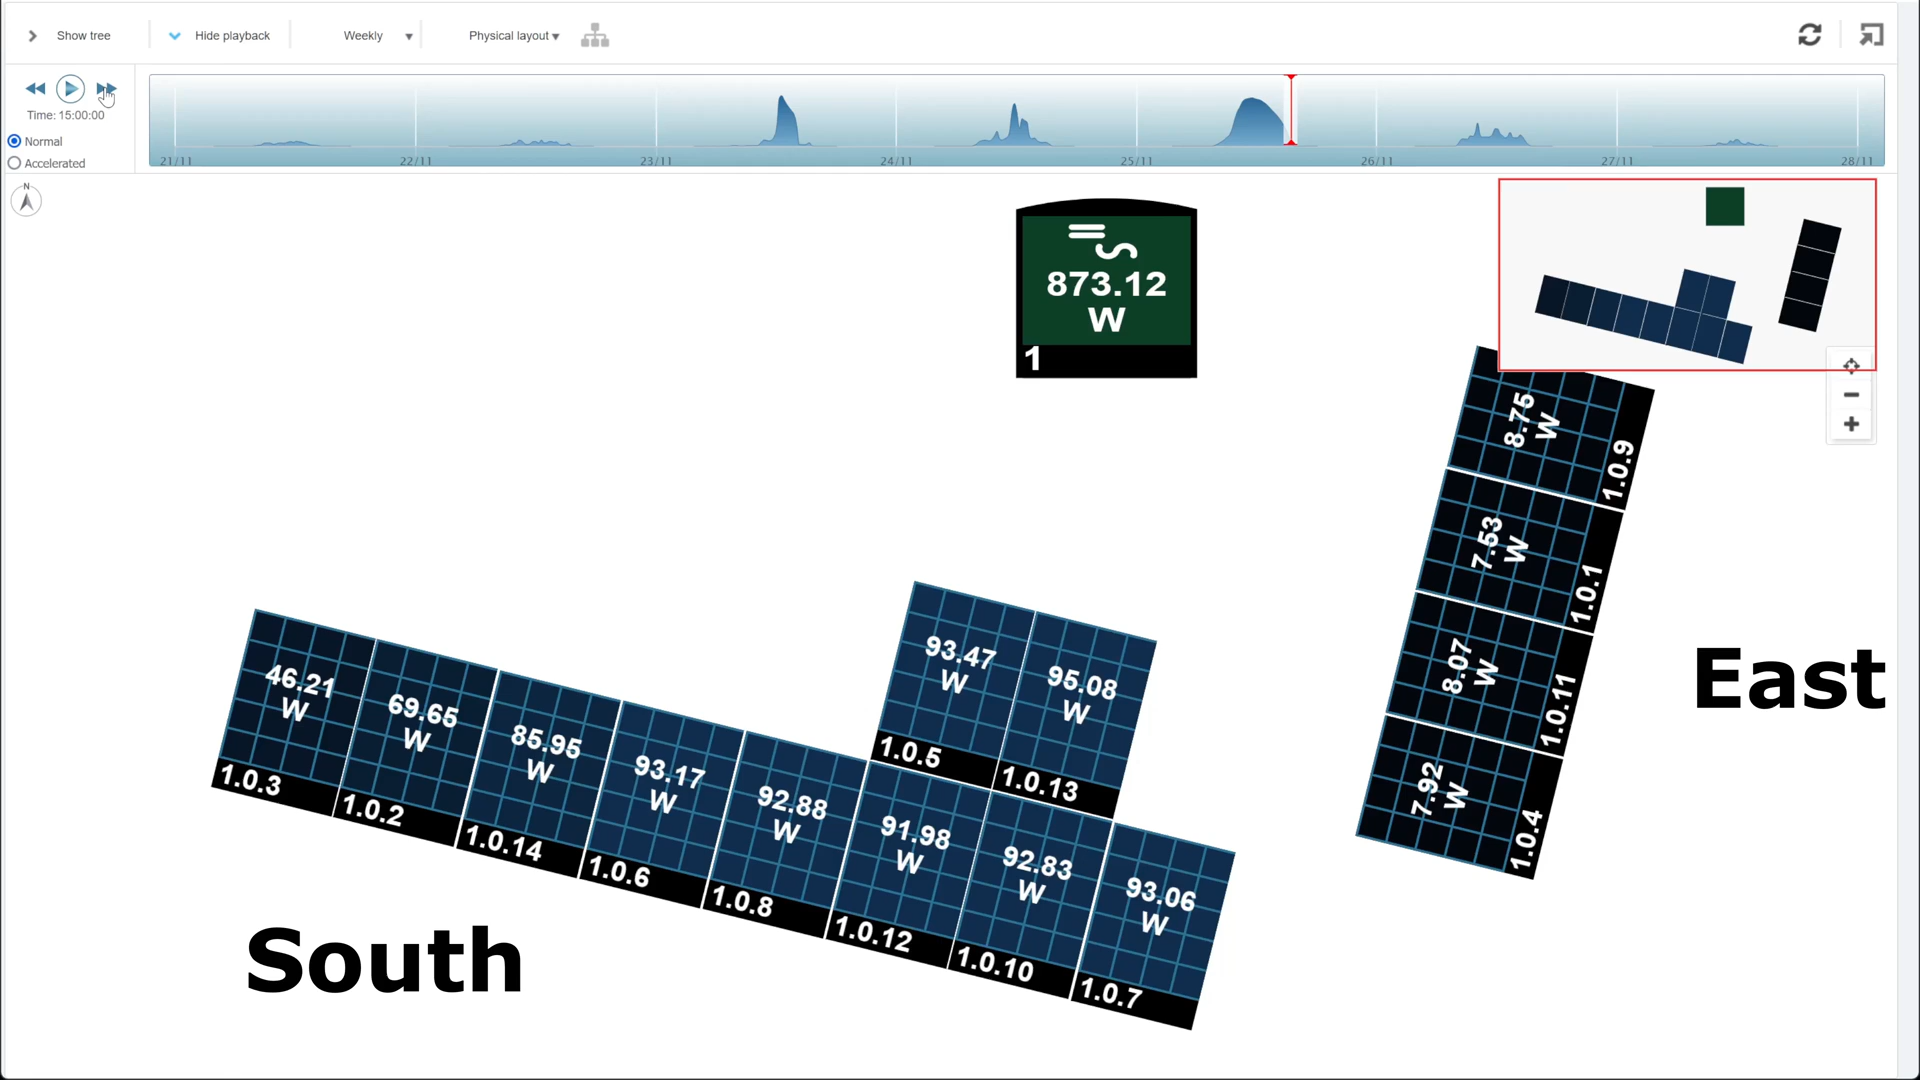 Show tree
Hide playback
Weekly
Physical layout
Time: 15:00:00
Normal
Accelerated
21/11
22/11
23/11
24/11
25/11
26/11
27/11
28/11
N
873.12
W
1
8.75
W
1.0.9
7.53
W
1.0.1
8.07
W
1.0.11
7.92
W
1.0.4
East
93.47
W
1.0.5
95.08
W
1.0.13
46.21
W
1.0.3
69.65
W
1.0.2
85.95
W
1.0.14
93.17
W
1.0.6
92.88
W
1.0.8
91.98
W
1.0.12
92.83
W
1.0.10
93.06
W
1.0.7
South